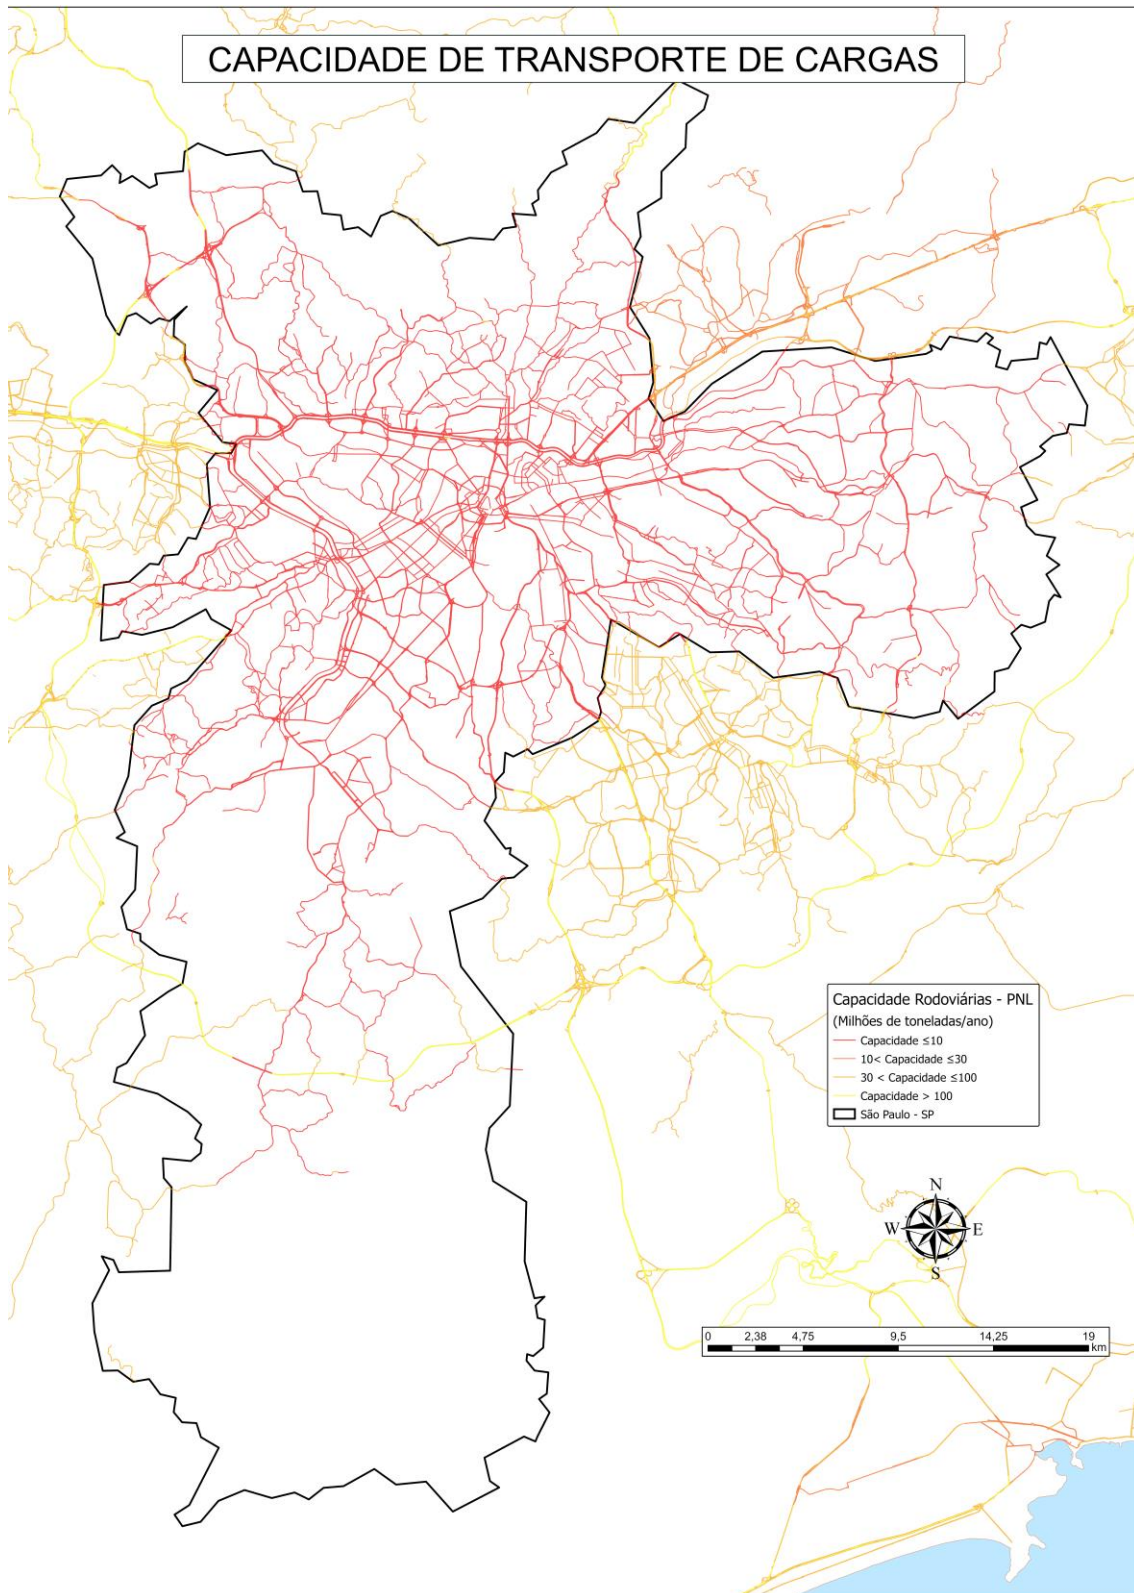 CAPACIDADE DE TRANSPORTE DE CARGAS
Capacidade Rodoviárias - PNL
(Milhões de toneladas/ano)
Capacidade ≤10
10< Capacidade ≤30
30 < Capacidade ≤100
Capacidade > 100
São Paulo - SP
N
W E
S
0 2,38 4,75 9,5 14,25 19
km